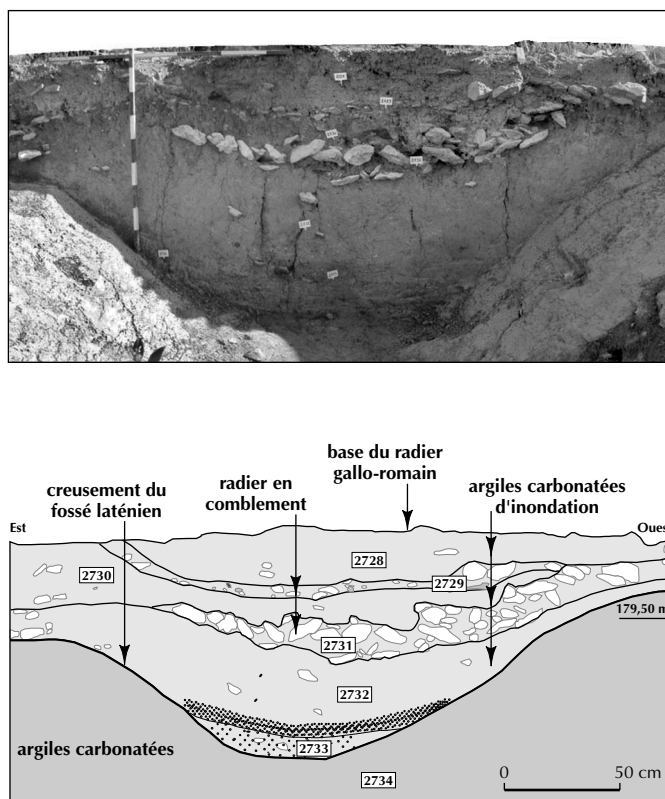 base du radier
gallo-romain
creusement du
fossé laténien
radier en
comblement
argiles carbonatées
d'inondation
Est
Oues
2728
2730
2729
179,50 m
2731
2732
argiles carbonatées
2733
2734
0
50 cm